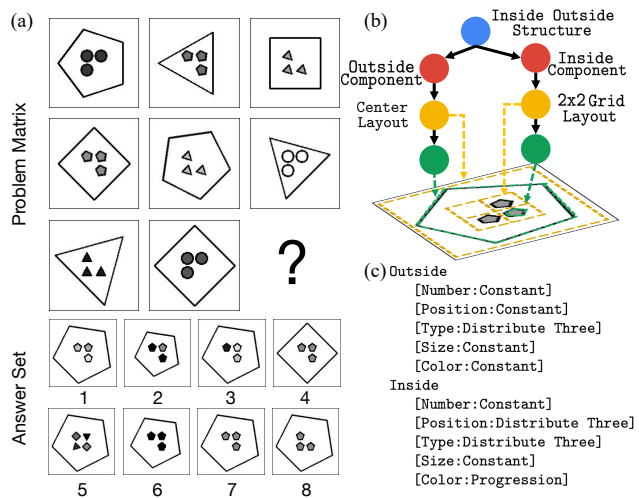 (a)
Problem Matrix
?
Answer Set
1 2 3 4
5 6 7 8
(b)
Inside Outside
Structure
Outside
Component
Inside
Component
Center
Layout
2x2 Grid
Layout
(c)
Outside
[Number:Constant]
[Position:Constant]
[Type:Distribute Three]
[Size:Constant]
[Color:Constant]
Inside
[Number:Constant]
[Position:Distribute Three]
[Type:Distribute Three]
[Size:Constant]
[Color:Progression]